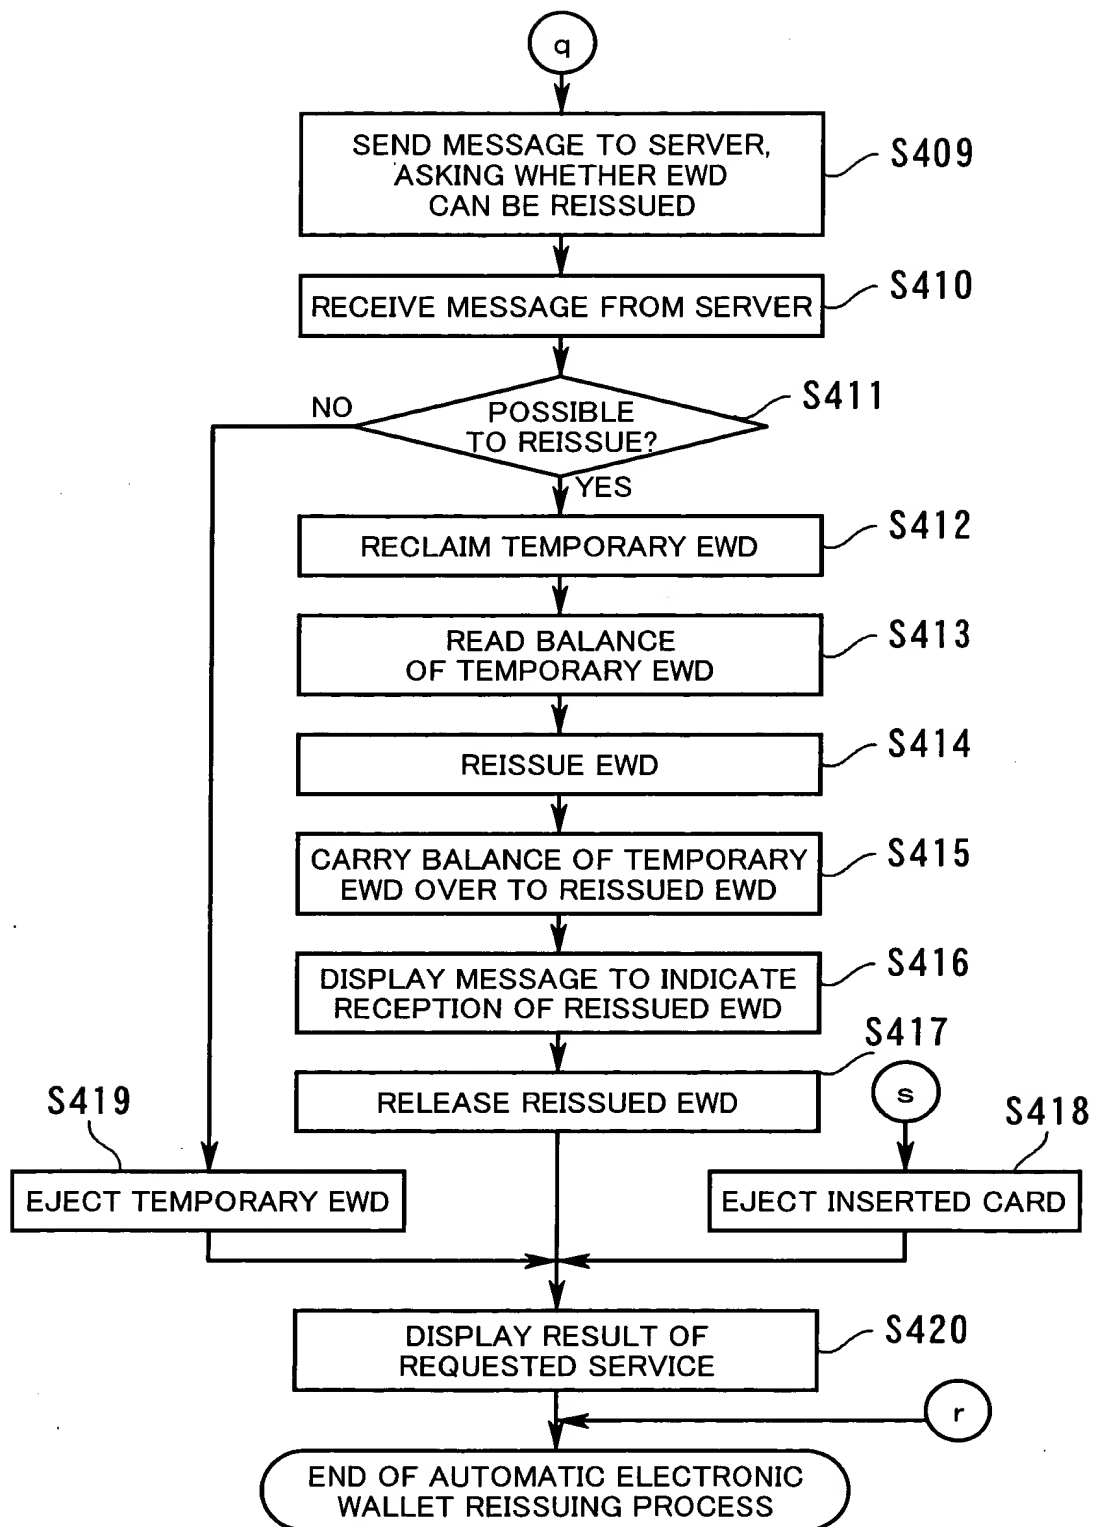 q
SEND MESSAGE TO SERVER,
ASKING WHETHER EWD
CAN BE REISSUED
S409
RECEIVE MESSAGE FROM SERVER
S410
POSSIBLE
TO REISSUE?
S411
NO
YES
RECLAIM TEMPORARY EWD
S412
READ BALANCE
OF TEMPORARY EWD
S413
REISSUE EWD
S414
CARRY BALANCE OF TEMPORARY
EWD OVER TO REISSUED EWD
S415
DISPLAY MESSAGE TO INDICATE
RECEPTION OF REISSUED EWD
S416
RELEASE REISSUED EWD
S417
S419
EJECT TEMPORARY EWD
s
S418
EJECT INSERTED CARD
DISPLAY RESULT OF
REQUESTED SERVICE
S420
r
END OF AUTOMATIC ELECTRONIC
WALLET REISSUING PROCESS